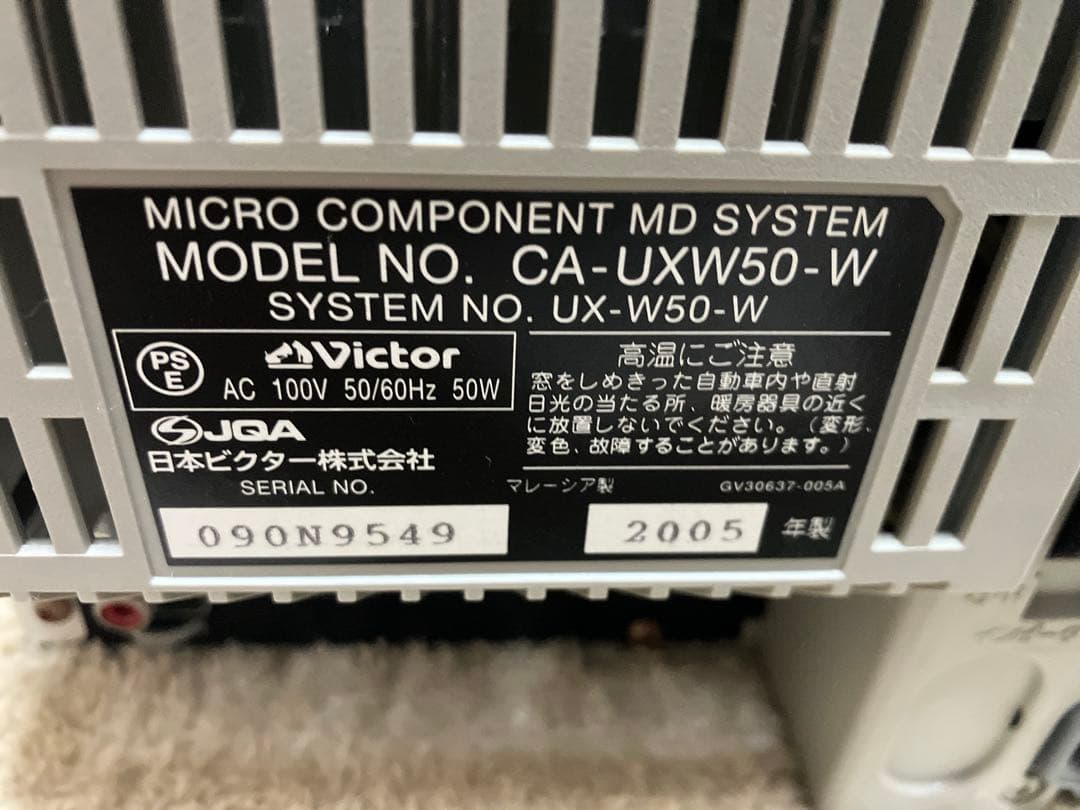 MICRO COMPONENT MD SYSTEM
MODEL NO. CA-UXW50-W
SYSTEM NO. UX-W50-W
PS
E
Victor
AC 100V 50/60Hz 50W
JQA
日本ビクター株式会社
SERIAL NO.
090N9549
高温にご注意
窓をしめきった自動車内や直射
日光の当たる所、暖房器具の近く
に放置しないでください。(変形、
変色、故障することがあります。)
マレーシア製 GV30637-005A
2005 年製